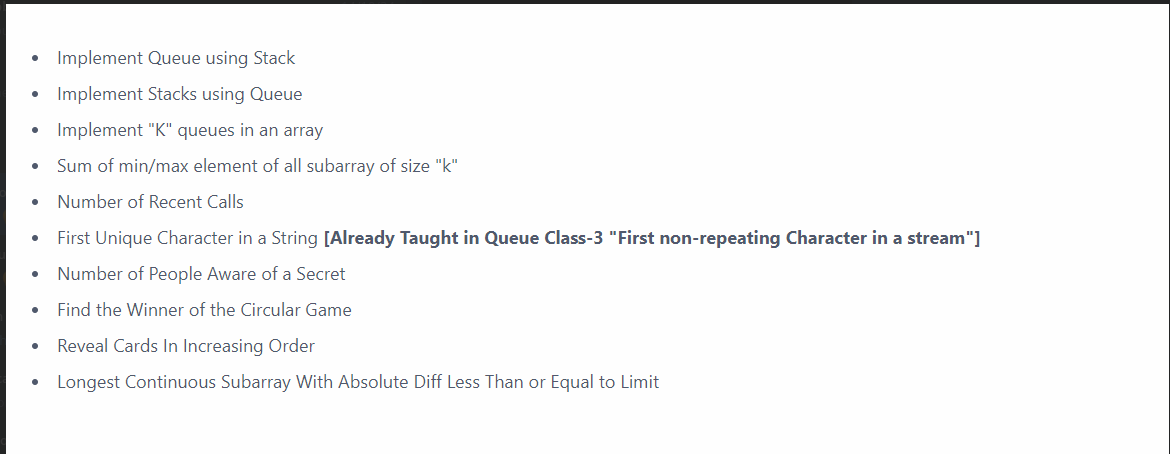 • Implement Queue using Stack
• Implement Stacks using Queue
• Implement "K" queues in an array
• Sum of min/max element of all subarray of size "k"
• Number of Recent Calls
• First Unique Character in a String [Already Taught in Queue Class-3 "First non-repeating Character in a stream"]
• Number of People Aware of a Secret
• Find the Winner of the Circular Game
• Reveal Cards In Increasing Order
• Longest Continuous Subarray With Absolute Diff Less Than or Equal to Limit